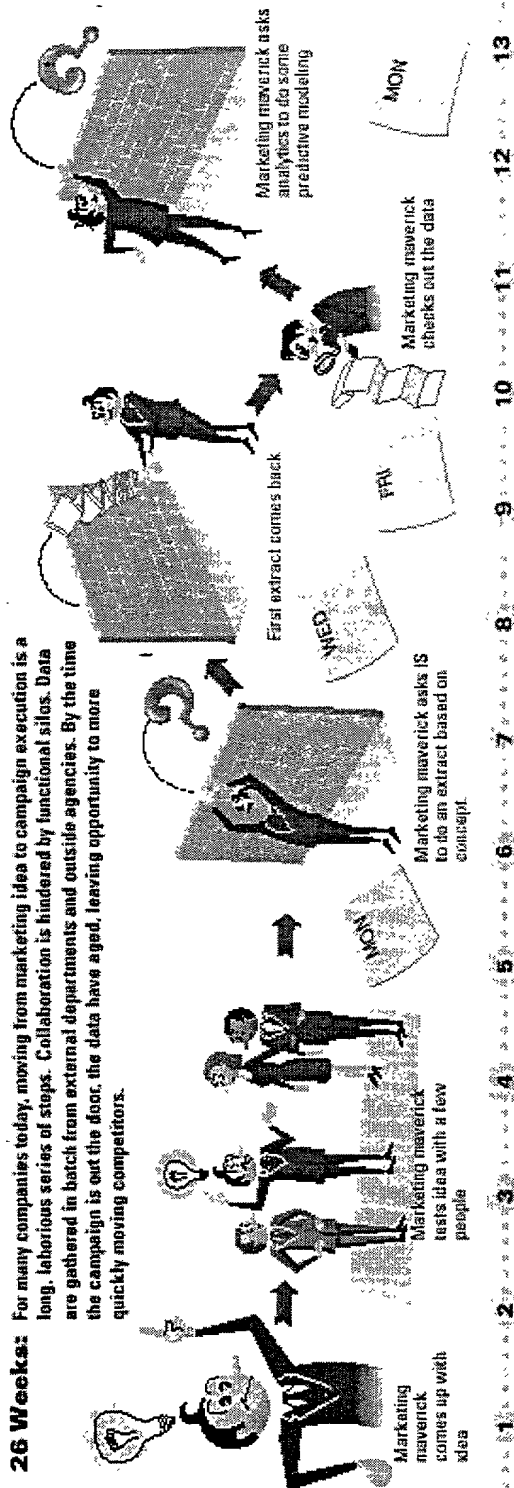 26 Weeks: For many companies today, moving from marketing idea to campaign execution is a
long, laborious series of steps. Collaboration is hindered by functional silos. Data
are gathered in batch from external departments and outside agencies. By the time
the campaign is out the door, the data have aged, leaving opportunity to more
quickly moving competitors.
Marketing
maverick
comes up with
idea
Marketing maverick
tests idea with a few
people
MON
Marketing maverick asks IS
to do an extract based on
concept.
WED
First extract comes back
FRI
Marketing maverick
checks out the data
Marketing maverick asks
analytics to do some
predictive modeling
MON
1 2 3 4 5 6 7 8 9 10 11 12 13